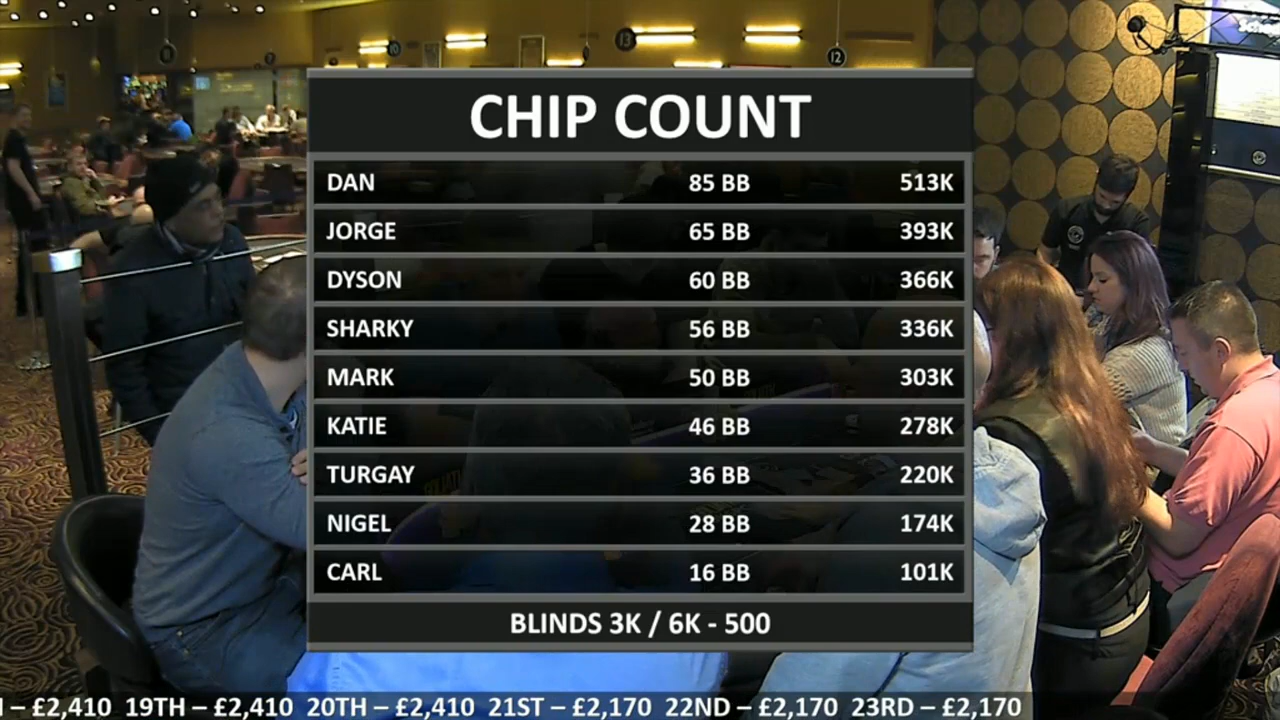 CHIP COUNT
DAN 85 BB 513K
JORGE 65 BB 393K
DYSON 60 BB 366K
SHARKY 56 BB 336K
MARK 50 BB 303K
KATIE 46 BB 278K
TURGAY 36 BB 220K
NIGEL 28 BB 174K
CARL 16 BB 101K
BLINDS 3K / 6K - 500
– £2,410 19TH – £2,410 20TH – £2,410 21ST – £2,170 22ND – £2,170 23RD – £2,170
10
13
12